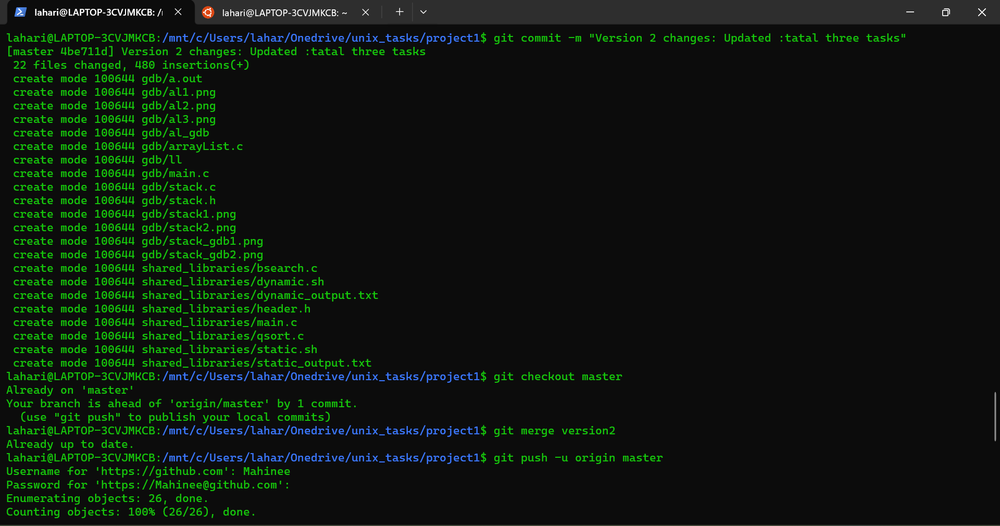 lahari@LAPTOP-3CVJMKCB: /
lahari@LAPTOP-3CVJMKCB: ~
lahari@LAPTOP-3CVJMKCB:/mnt/c/Users/lahar/Onedrive/unix_tasks/project1$ git commit -m "Version 2 changes: Updated :tatal three tasks"
[master 4be711d] Version 2 changes: Updated :tatal three tasks
 22 files changed, 480 insertions(+)
 create mode 100644 gdb/a.out
 create mode 100644 gdb/al1.png
 create mode 100644 gdb/al2.png
 create mode 100644 gdb/al3.png
 create mode 100644 gdb/al_gdb
 create mode 100644 gdb/arrayList.c
 create mode 100644 gdb/ll
 create mode 100644 gdb/main.c
 create mode 100644 gdb/stack.c
 create mode 100644 gdb/stack.h
 create mode 100644 gdb/stack1.png
 create mode 100644 gdb/stack2.png
 create mode 100644 gdb/stack_gdb1.png
 create mode 100644 gdb/stack_gdb2.png
 create mode 100644 shared_libraries/bsearch.c
 create mode 100644 shared_libraries/dynamic.sh
 create mode 100644 shared_libraries/dynamic_output.txt
 create mode 100644 shared_libraries/header.h
 create mode 100644 shared_libraries/main.c
 create mode 100644 shared_libraries/qsort.c
 create mode 100644 shared_libraries/static.sh
 create mode 100644 shared_libraries/static_output.txt
lahari@LAPTOP-3CVJMKCB:/mnt/c/Users/lahar/Onedrive/unix_tasks/project1$ git checkout master
Already on 'master'
Your branch is ahead of 'origin/master' by 1 commit.
  (use "git push" to publish your local commits)
lahari@LAPTOP-3CVJMKCB:/mnt/c/Users/lahar/Onedrive/unix_tasks/project1$ git merge version2
Already up to date.
lahari@LAPTOP-3CVJMKCB:/mnt/c/Users/lahar/Onedrive/unix_tasks/project1$ git push -u origin master
Username for 'https://github.com': Mahinee
Password for 'https://Mahinee@github.com':
Enumerating objects: 26, done.
Counting objects: 100% (26/26), done.